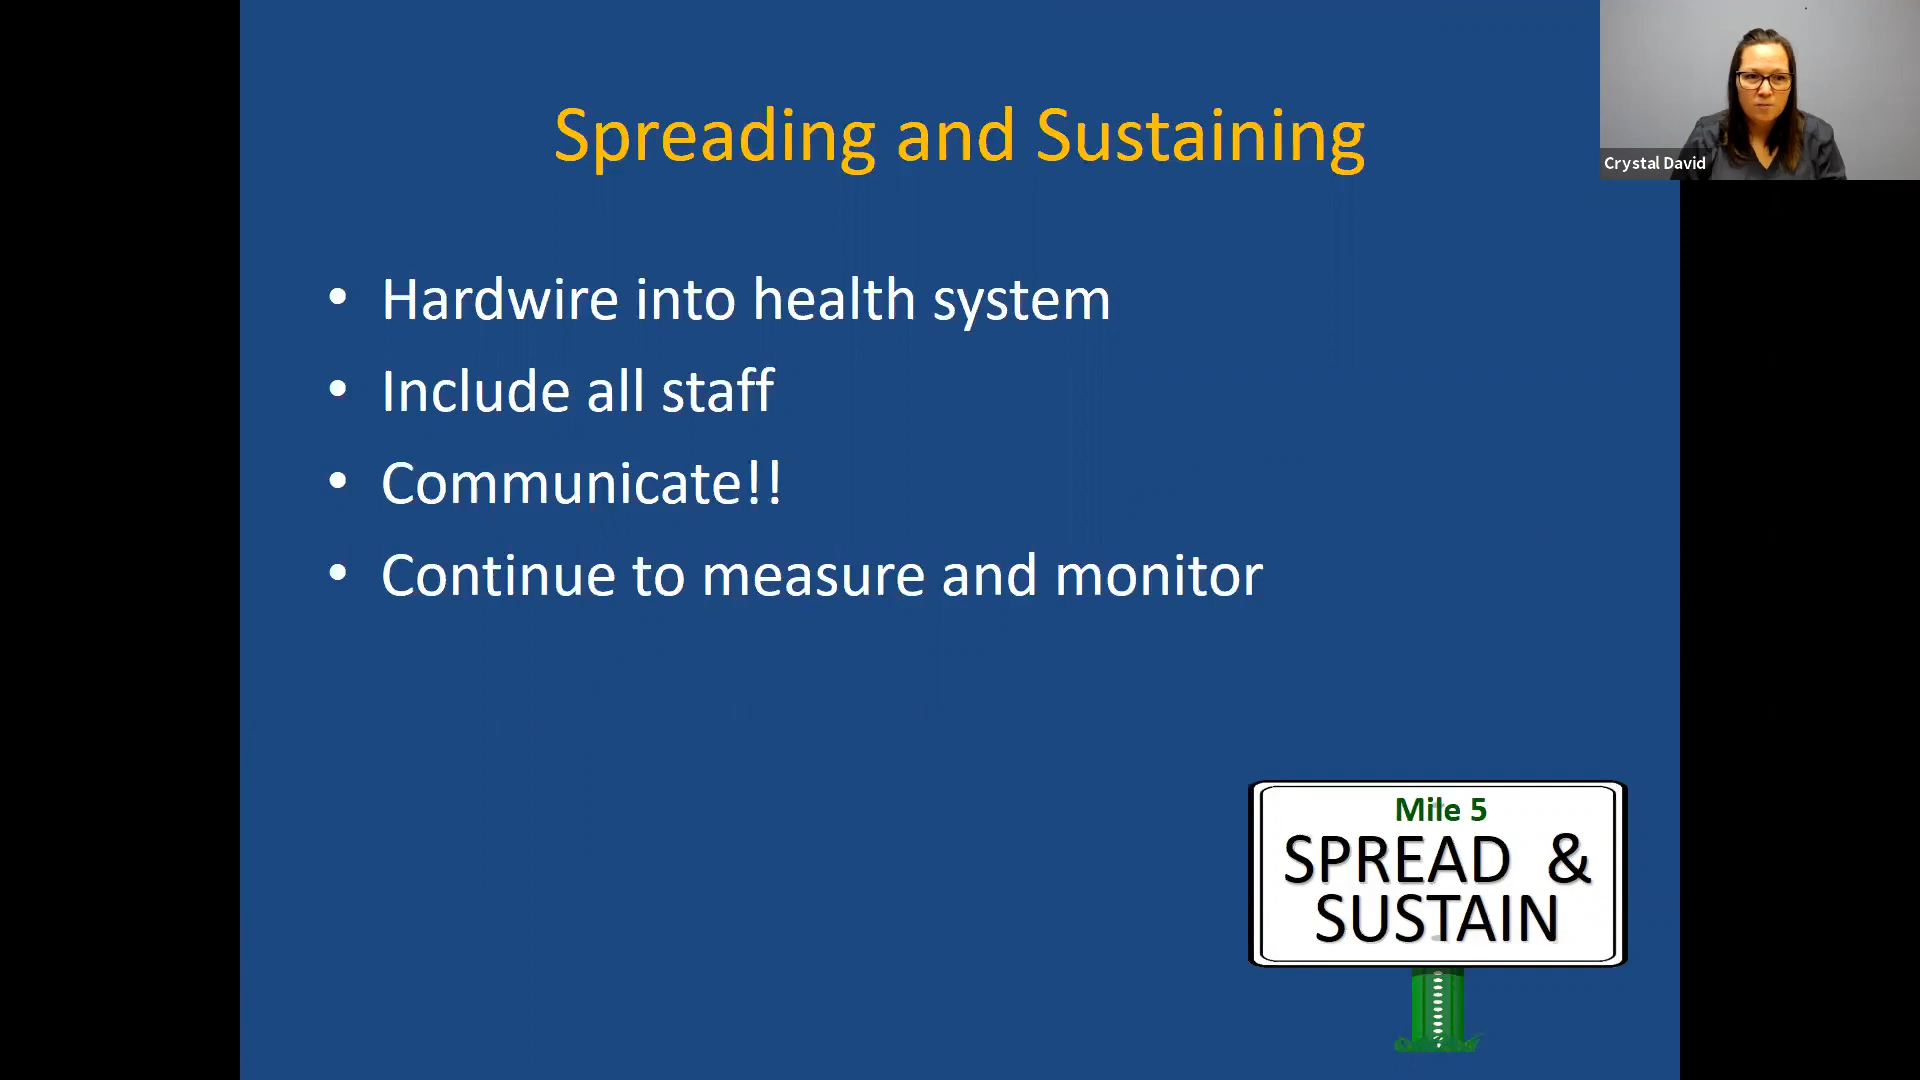 Spreading and Sustaining
Crystal David
• Hardwire into health system
• Include all staff
• Communicate!!
• Continue to measure and monitor
Mile 5
SPREAD &
SUSTAIN